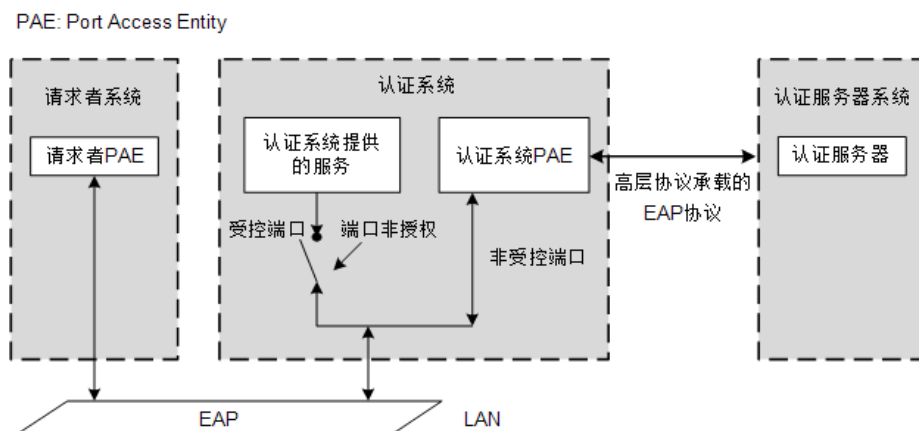 PAE: Port Access Entity
请求者系统
请求者PAE
认证系统
认证系统提供
的服务
认证系统PAE
受控端口
端口非授权
非受控端口
高层协议承载的
EAP协议
认证服务器系统
认证服务器
EAP
LAN